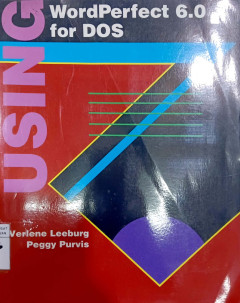 USING
WordPerfect 6.0
for DOS
Verlene Leeburg
Peggy Purvis